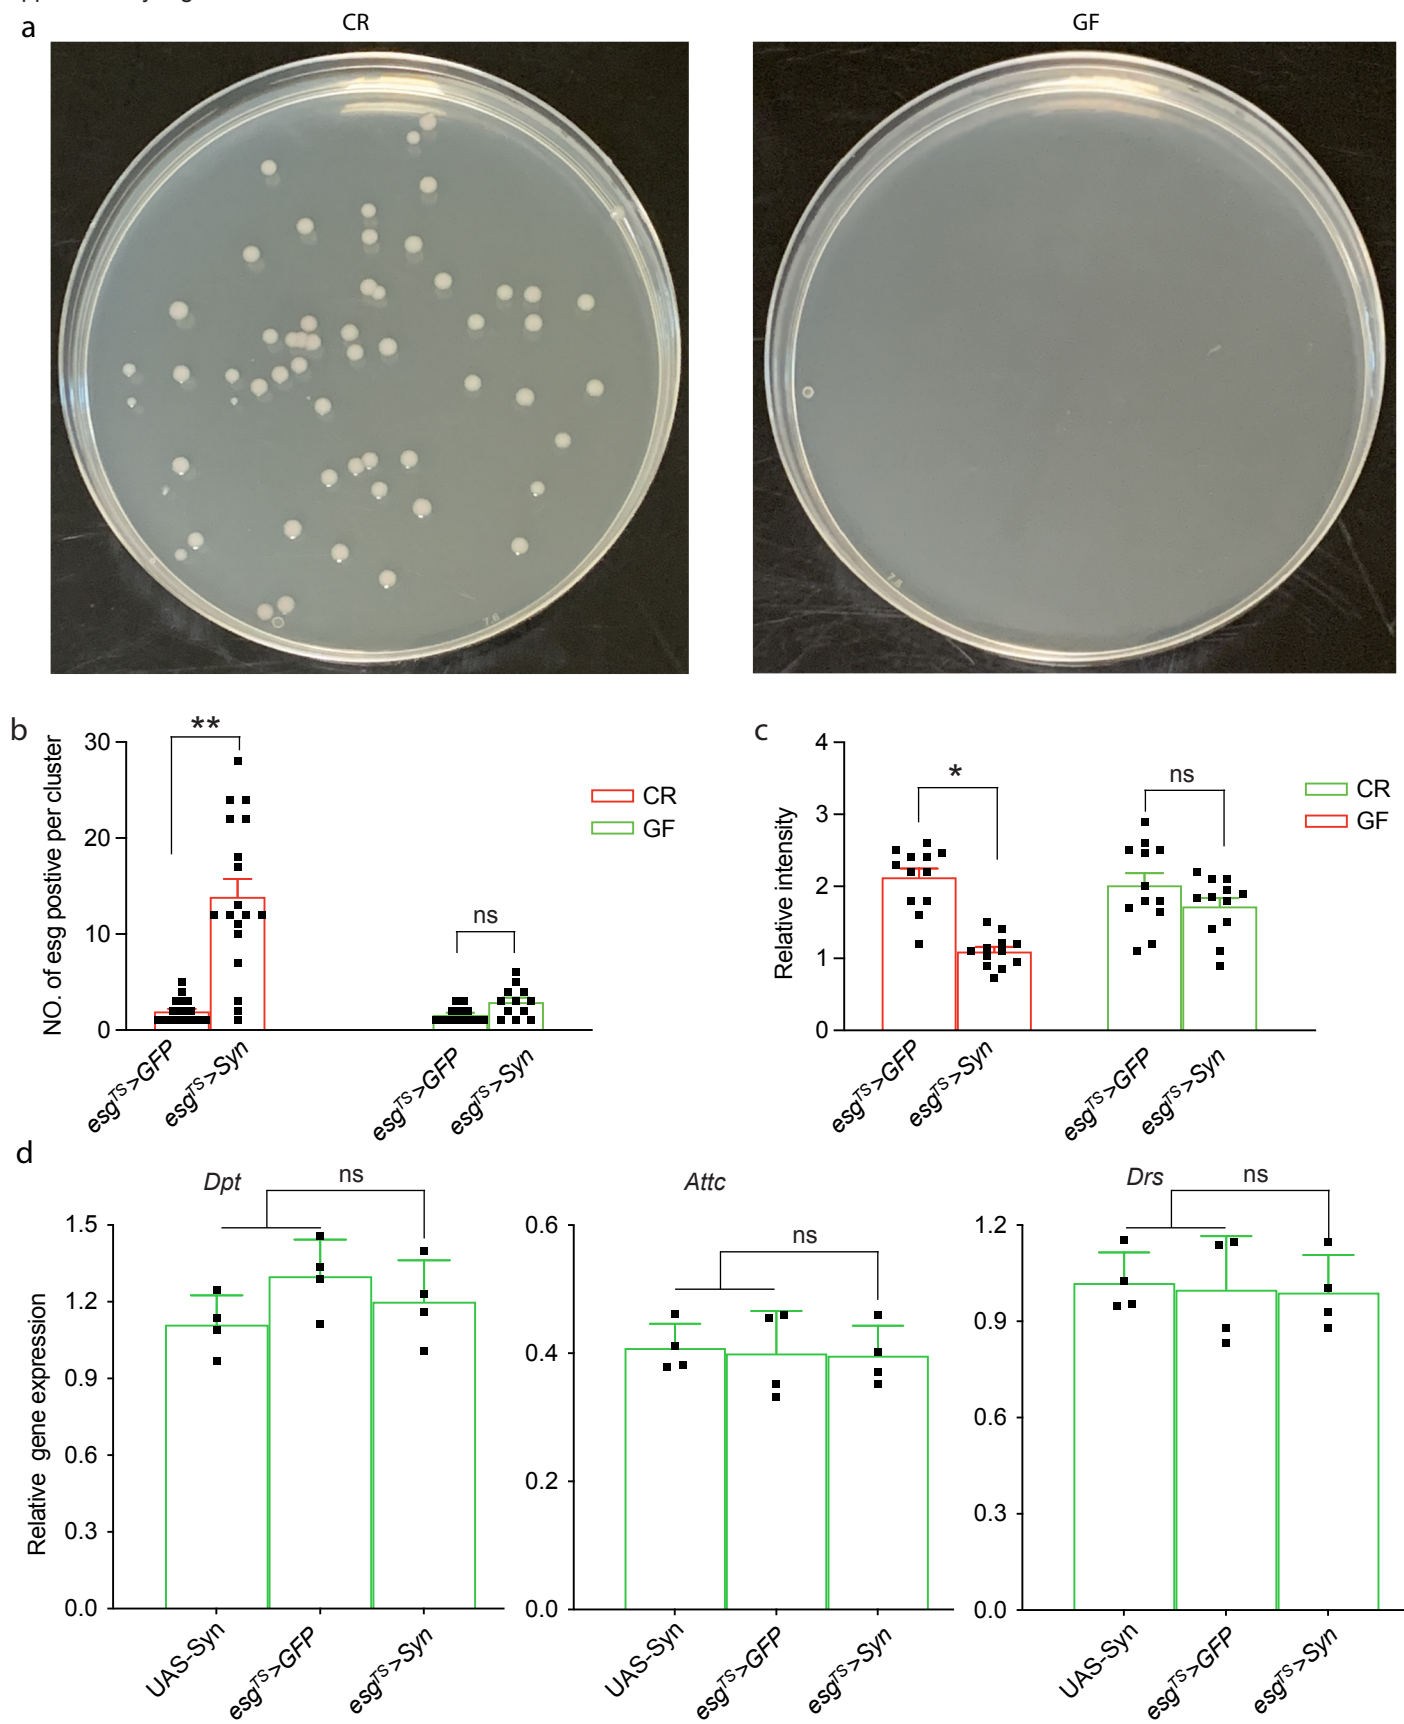 a
CR
GF
7.6
7.8
b
NO. of esg postive per cluster
30
20
10
0
**
ns
CR
GF
esgTS>GFP
esgTS>Syn
esgTS>GFP
esgTS>Syn
c
Relative intensity
4
3
2
1
0
*
ns
CR
GF
esgTS>GFP
esgTS>Syn
esgTS>GFP
esgTS>Syn
d
Relative gene expression
Dpt
ns
1.5
1.2
0.9
0.6
0.3
0.0
UAS-Syn
esgTS>GFP
esgTS>Syn
Attc
ns
0.6
0.4
0.2
0.0
UAS-Syn
esgTS>GFP
esgTS>Syn
Drs
ns
1.2
0.9
0.6
0.3
0.0
UAS-Syn
esgTS>GFP
esgTS>Syn